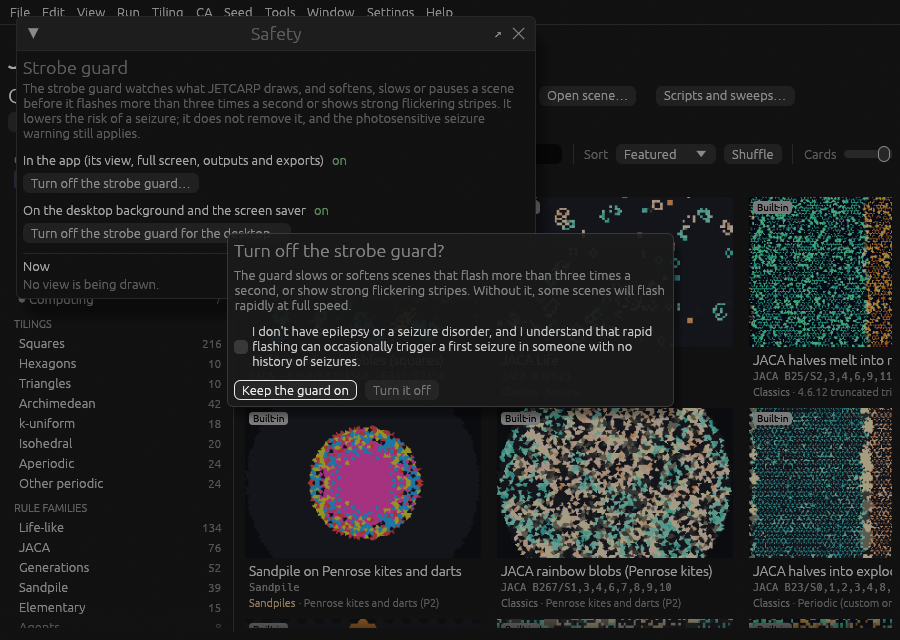 File Edit View Run Tiling CA Seed Tools Window Settings Help
Safety
Strobe guard
The strobe guard watches what JETCARP draws, and softens, slows or pauses a scene
before it flashes more than three times a second or shows strong flickering stripes. It
lowers the risk of a seizure; it does not remove it, and the photosensitive seizure
warning still applies.
In the app (its view, full screen, outputs and exports) on
Turn off the strobe guard…
On the desktop background and the screen saver on
Turn off the strobe guard for the desktop
Now
No view is being drawn.
Open scene… Scripts and sweeps…
Sort Featured Shuffle Cards
Turn off the strobe guard?
The guard slows or softens scenes that flash more than three times a
second, or show strong flickering stripes. Without it, some scenes will flash
rapidly at full speed.
I don't have epilepsy or a seizure disorder, and I understand that rapid
flashing can occasionally trigger a first seizure in someone with no
history of seizures.
Keep the guard on Turn it off
Computing 7
TILINGS
Squares 216
Hexagons 10
Triangles 10
Archimedean 42
k-uniform 18
Isohedral 20
Aperiodic 24
Other periodic 24
RULE FAMILIES
Life-like 134
JACA 76
Generations 52
Sandpile 39
Elementary 15
Agents 8
Built-in
JACA halves melt into r
JACA B25/S2,3,4,6,9,11
Classics · 4.6.12 truncated tri
JACA Life
Built-in
Sandpile on Penrose kites and darts
Sandpile
Sandpiles · Penrose kites and darts (P2)
Built-in
JACA rainbow blobs (Penrose kites)
JACA B267/S1,3,4,6,7,8,9,10
Classics · Penrose kites and darts (P2)
Built-in
JACA halves into explo
JACA B23/S0,1,2,3,4,8,
Classics · Periodic (custom or
Built-in
Built-in
Built-in